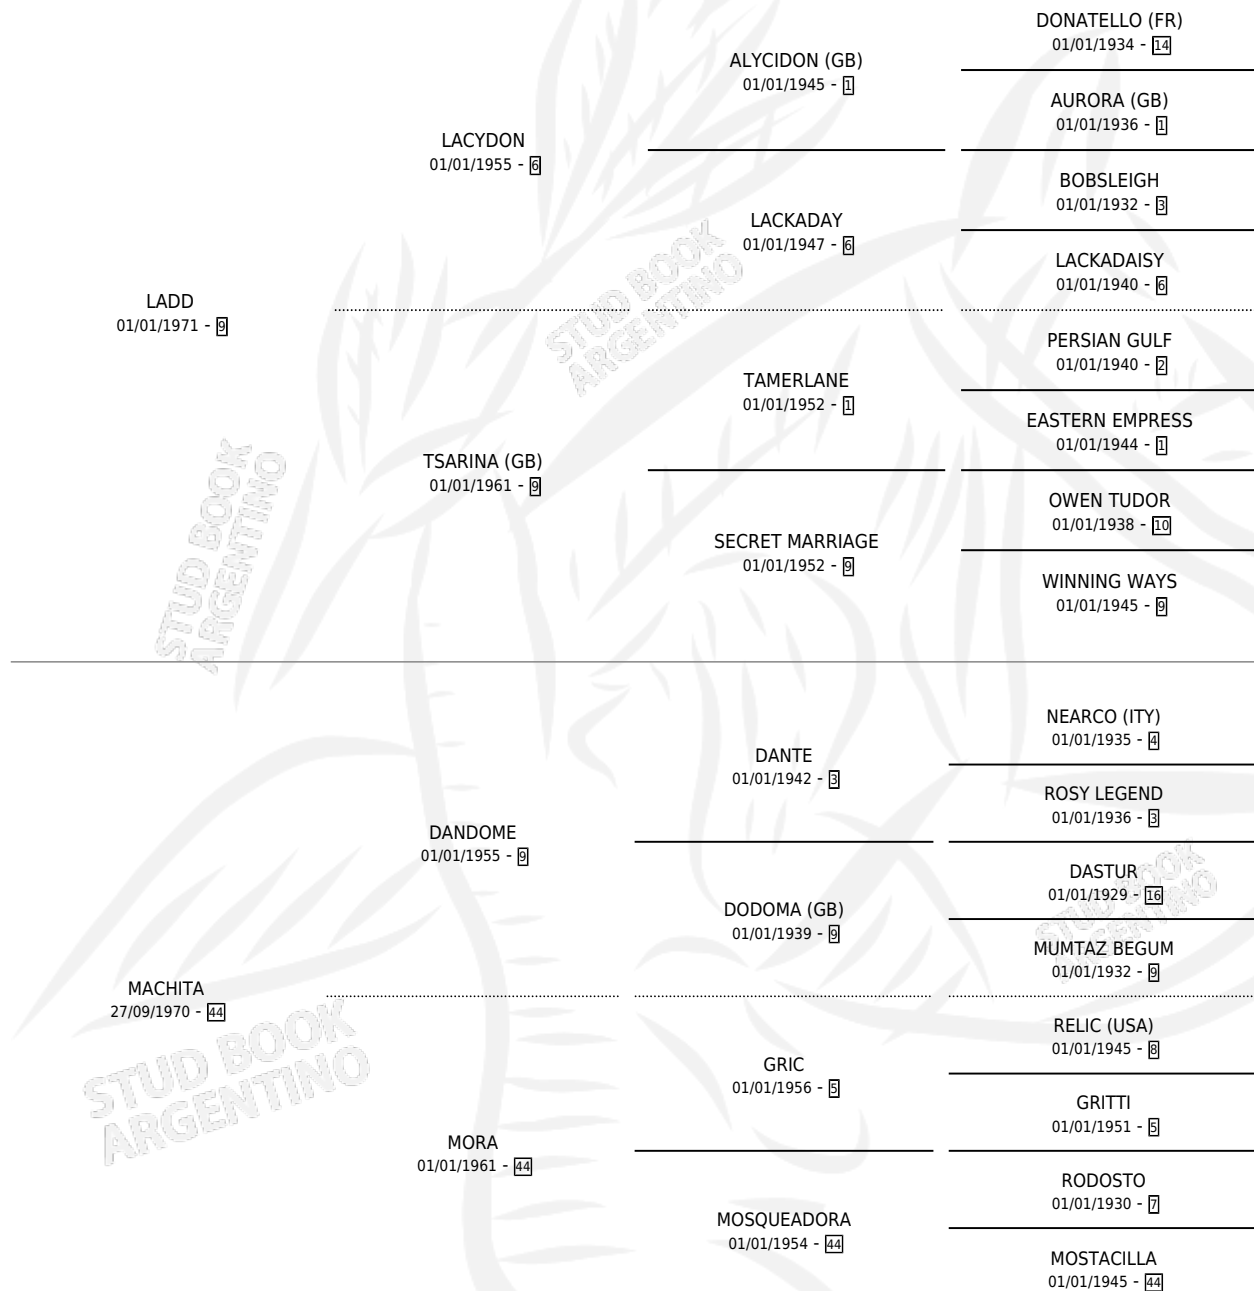 DONATELLO (FR)
01/01/1934 - 14
ALYCIDON (GB)
01/01/1945 - 1
AURORA (GB)
01/01/1936 - 1
LACYDON
01/01/1955 - 6
BOBSLEIGH
01/01/1932 - 3
LACKADAY
01/01/1947 - 6
LACKADAISY
01/01/1940 - 6
LADD
01/01/1971 - 9
PERSIAN GULF
01/01/1940 - 2
TAMERLANE
01/01/1952 - 1
EASTERN EMPRESS
01/01/1944 - 1
TSARINA (GB)
01/01/1961 - 9
OWEN TUDOR
01/01/1938 - 10
SECRET MARRIAGE
01/01/1952 - 9
WINNING WAYS
01/01/1945 - 9
NEARCO (ITY)
01/01/1935 - 4
DANTE
01/01/1942 - 3
ROSY LEGEND
01/01/1936 - 3
DANDOME
01/01/1955 - 9
DASTUR
01/01/1929 - 16
DODOMA (GB)
01/01/1939 - 9
MUMTAZ BEGUM
01/01/1932 - 9
MACHITA
27/09/1970 - 44
RELIC (USA)
01/01/1945 - 8
GRIC
01/01/1956 - 5
GRITTI
01/01/1951 - 5
MORA
01/01/1961 - 44
RODOSTO
01/01/1930 - 7
MOSQUEADORA
01/01/1954 - 44
MOSTACILLA
01/01/1945 - 44
STUD BOOK
ARGENTINO
STUD BOOK
ARGENTINO
STUD BOOK
ARGENTINO
STUD BOOK
ARGENTINO